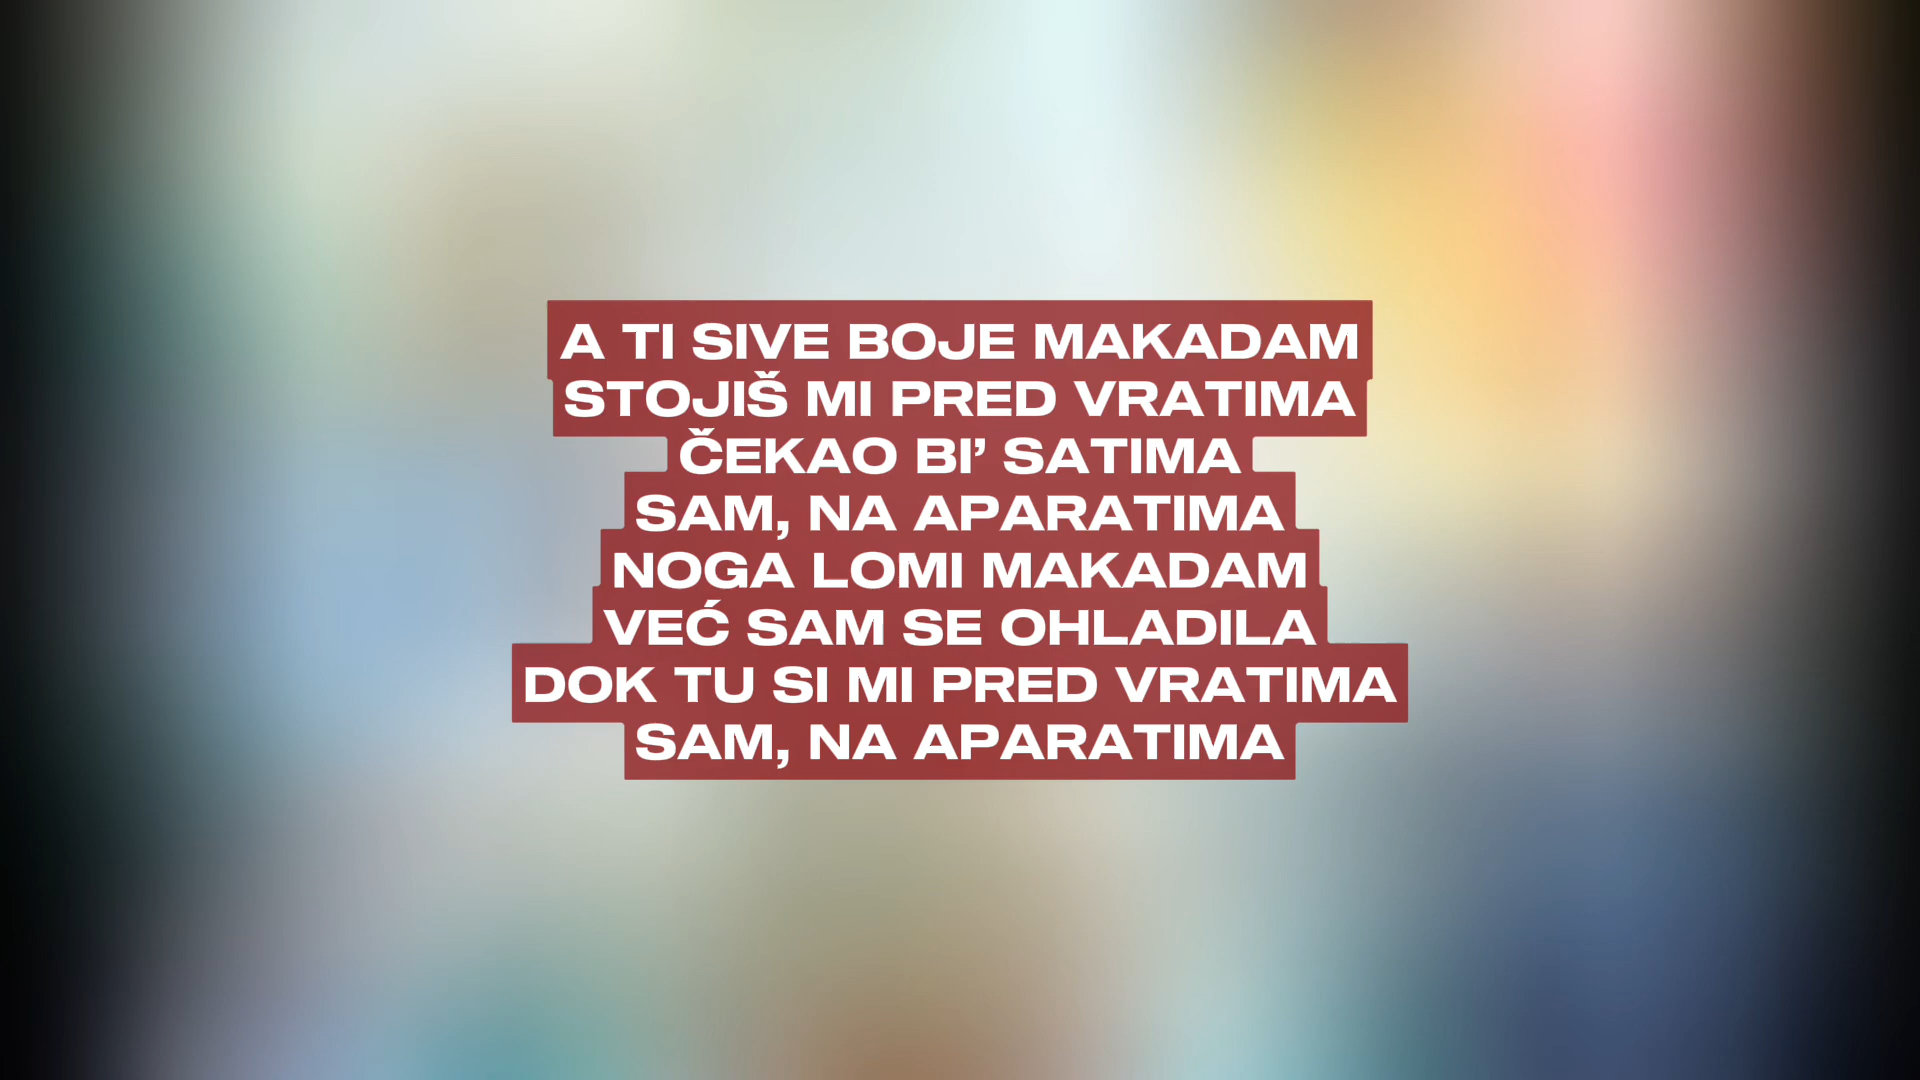 A TI SIVE BOJE MAKADAM
STOJIŠ MI PRED VRATIMA
ČEKAO BI’ SATIMA
SAM, NA APARATIMA
NOGA LOMI MAKADAM
VEĆ SAM SE OHLADILA
DOK TU SI MI PRED VRATIMA
SAM, NA APARATIMA